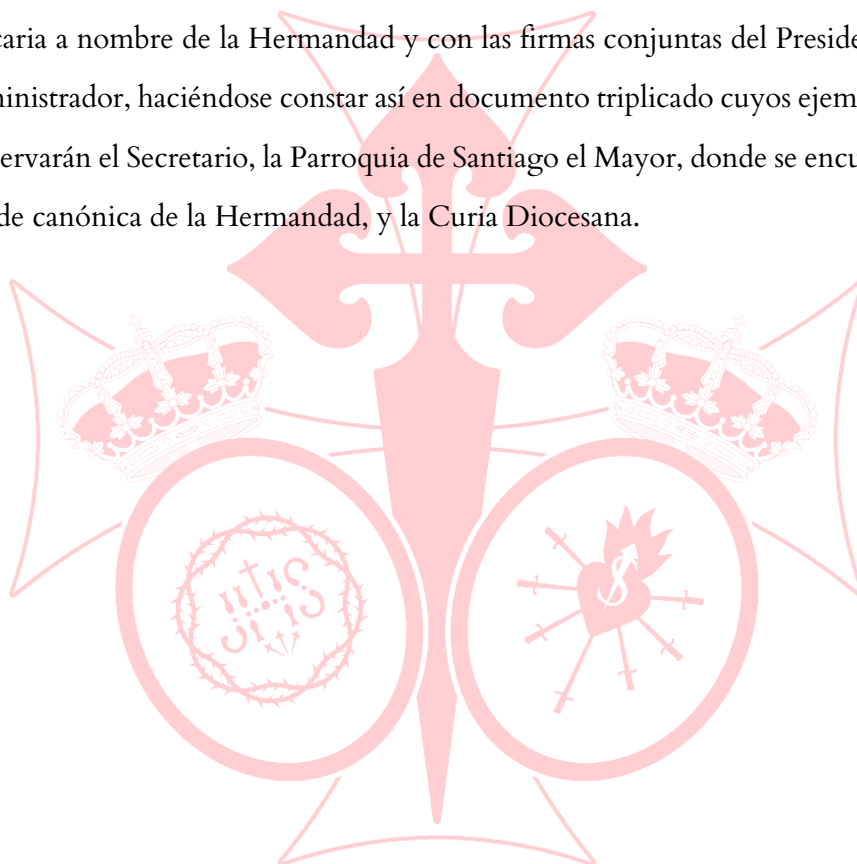 caria a nombre de la Hermandad y con las firmas conjuntas del Preside
ministrador, haciéndose constar así en documento triplicado cuyos ejem
servarán el Secretario, la Parroquia de Santiago el Mayor, donde se encu
de canónica de la Hermandad, y la Curia Diocesana.
JHS
S